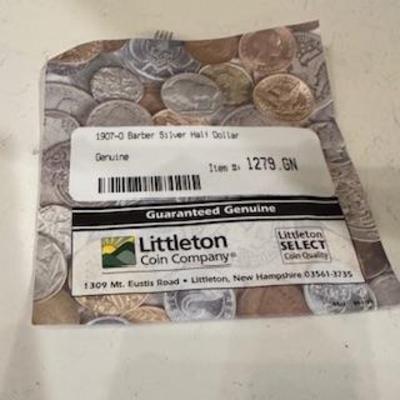 1907-O Barber Silver Half Dollar
Genuine
Item #: 1279.GN
Guaranteed Genuine
Littleton
Coin Company®
Littleton
SELECT
Coin Quality
1309 Mt. Eustis Road • Littleton, New Hampshire 03561-3735